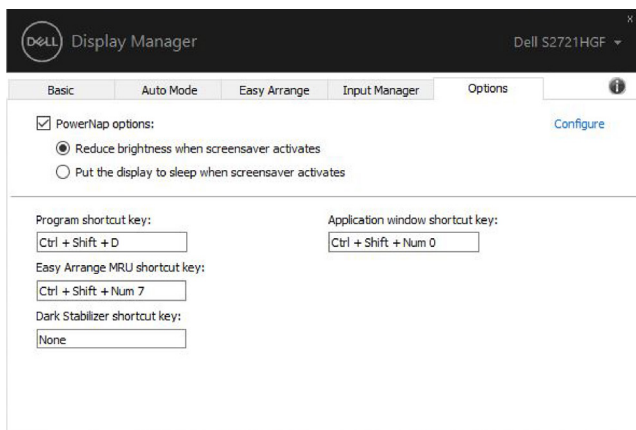 DELL Display Manager
Dell S2721HGF
Basic Auto Mode Easy Arrange Input Manager Options
PowerNap options:
Configure
Reduce brightness when screensaver activates
Put the display to sleep when screensaver activates
Program shortcut key:
Application window shortcut key:
Ctrl + Shift + D
Ctrl + Shift + Num 0
Easy Arrange MRU shortcut key:
Ctrl + Shift + Num 7
Dark Stabilizer shortcut key:
None